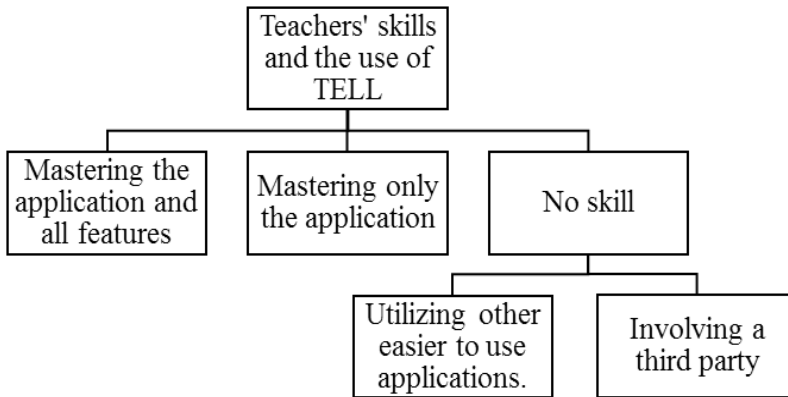 Teachers' skills
and the use of
TELL
Mastering the
application and
all features
Mastering only
the application
No skill
Utilizing other
easier to use
applications.
Involving a
third party